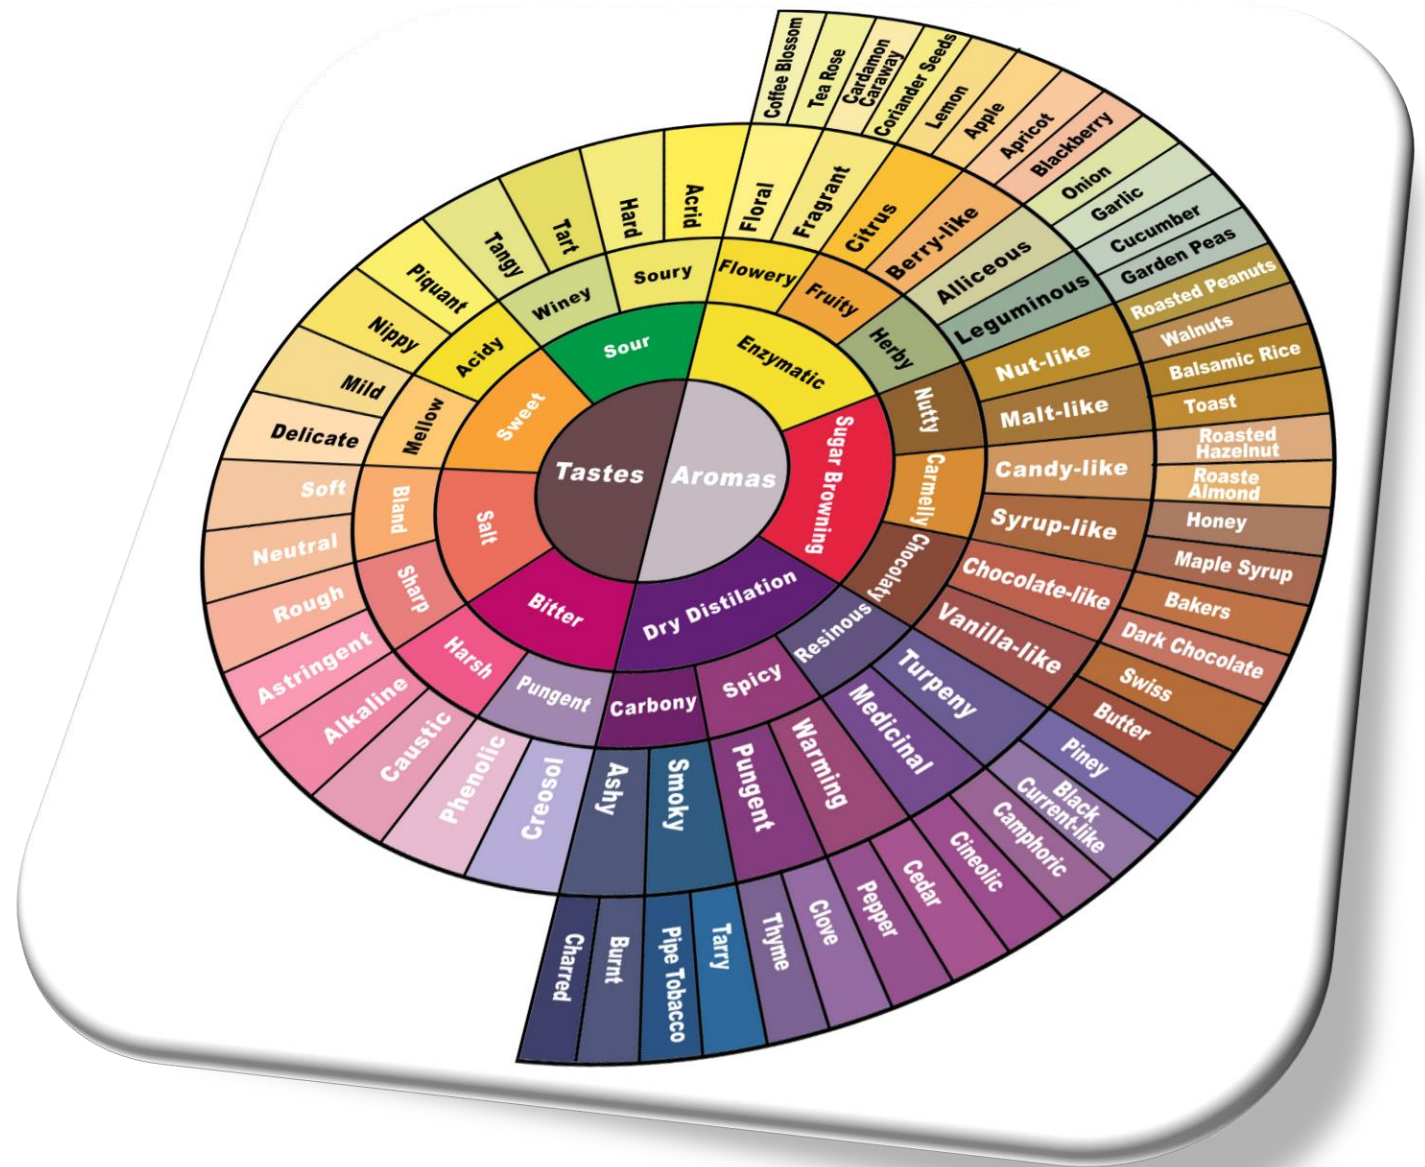 Tastes
Aromas
Sour
Sweet
Salt
Bitter
Enzymatic
Sugar Browning
Dry Distilation
Soury
Winey
Acidy
Mellow
Bland
Sharp
Harsh
Pungent
Flowery
Fruity
Herby
Nutty
Carmelly
Chocolaty
Resinous
Spicy
Carbony
Acrid
Hard
Tart
Tangy
Piquant
Nippy
Mild
Delicate
Soft
Neutral
Rough
Astringent
Alkaline
Caustic
Phenolic
Creosol
Floral
Fragrant
Citrus
Berry-like
Alliceous
Leguminous
Nut-like
Malt-like
Candy-like
Syrup-like
Chocolate-like
Vanilla-like
Turpeny
Medicinal
Warming
Pungent
Smoky
Ashy
Coffee Blossom
Tea Rose
Cardamon
Caraway
Coriander Seeds
Lemon
Apple
Apricot
Blackberry
Onion
Garlic
Cucumber
Garden Peas
Roasted Peanuts
Walnuts
Balsamic Rice
Toast
Roasted
Hazelnut
Roaste
Almond
Honey
Maple Syrup
Bakers
Dark Chocolate
Swiss
Butter
Piney
Black
Current-like
Camphoric
Cineolic
Cedar
Pepper
Clove
Thyme
Tarry
Pipe Tobacco
Burnt
Charred